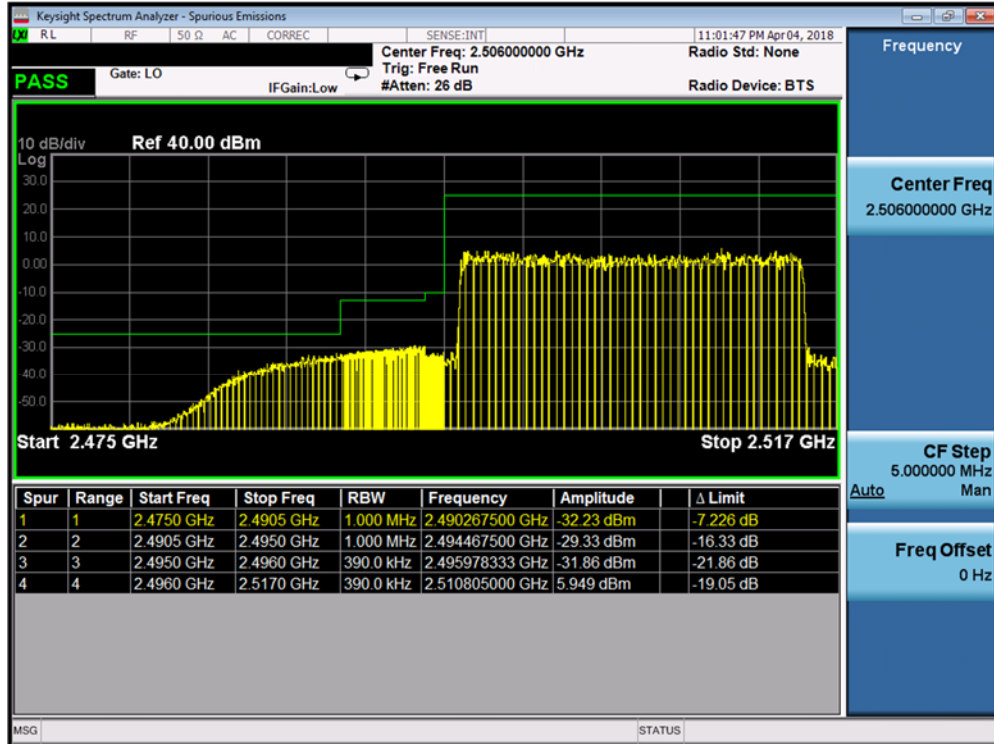 Keysight Spectrum Analyzer - Spurious Emissions
LXI RL RF 50 Ω AC CORREC SENSE:INT 11:01:47 PM Apr 04, 2018
Center Freq: 2.506000000 GHz Radio Std: None
PASS Gate: LO Trig: Free Run
IFGain:Low #Atten: 26 dB Radio Device: BTS
10 dB/div Ref 40.00 dBm
Log
30.0
20.0
10.0
0.00
-10.0
-20.0
-30.0
-40.0
-50.0
Start 2.475 GHz Stop 2.517 GHz
Spur Range Start Freq Stop Freq RBW Frequency Amplitude Δ Limit
1 1 2.4750 GHz 2.4905 GHz 1.000 MHz 2.490267500 GHz -32.23 dBm -7.226 dB
2 2 2.4905 GHz 2.4950 GHz 1.000 MHz 2.494467500 GHz -29.33 dBm -16.33 dB
3 3 2.4950 GHz 2.4960 GHz 390.0 kHz 2.495978333 GHz -31.86 dBm -21.86 dB
4 4 2.4960 GHz 2.5170 GHz 390.0 kHz 2.510805000 GHz 5.949 dBm -19.05 dB
Frequency
Center Freq
2.506000000 GHz
CF Step
5.000000 MHz
Auto Man
Freq Offset
0 Hz
MSG STATUS